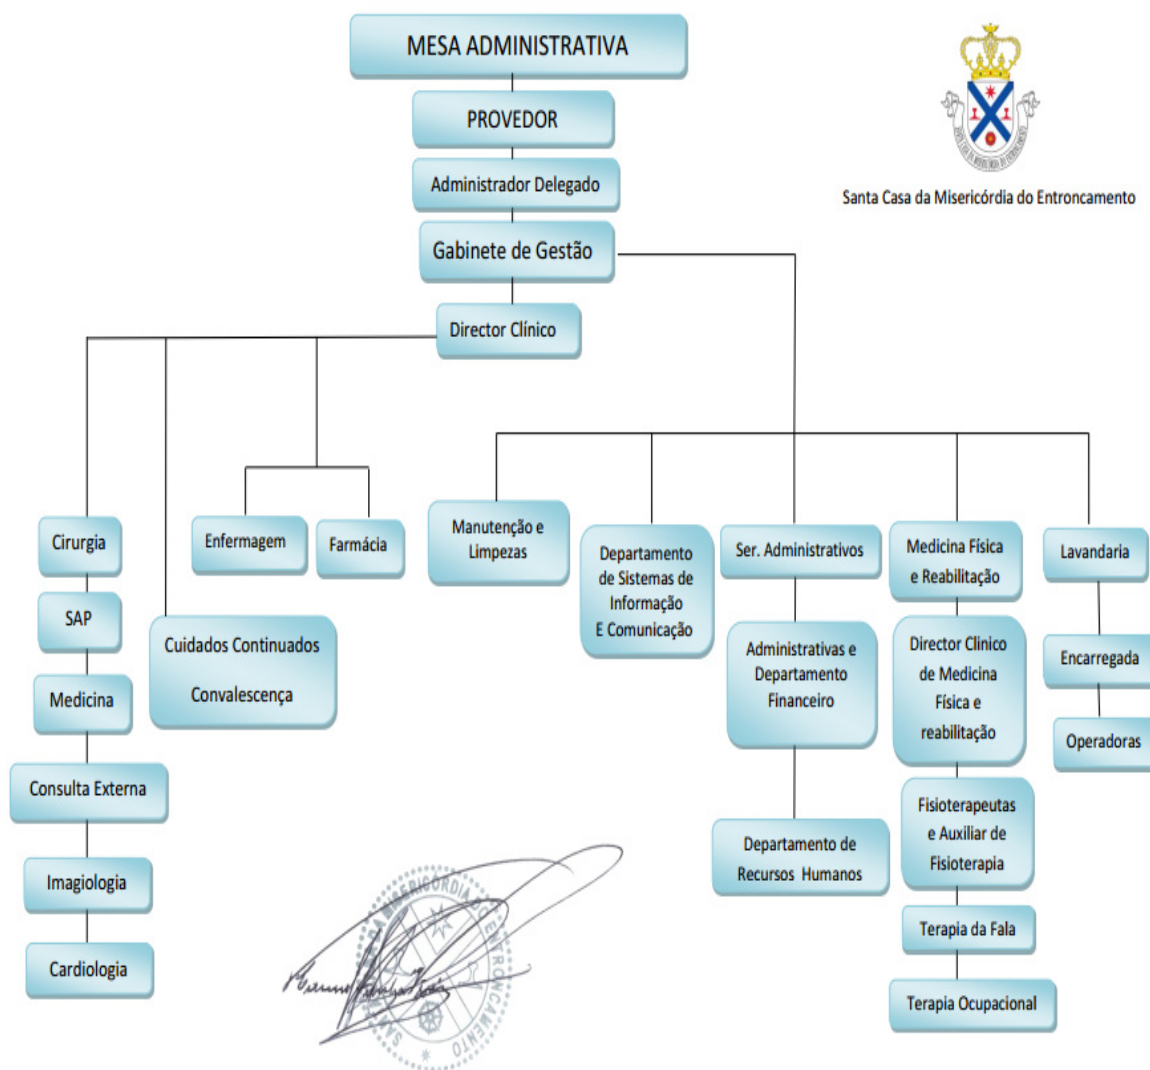 MESA ADMINISTRATIVA
PROVEDOR
Administrador Delegado
Gabinete de Gestão
Director Clínico
Santa Casa da Misericórdia do Entroncamento
Cirurgia
SAP
Medicina
Consulta Externa
Imagiologia
Cardiologia
Cuidados Continuados
Convalescença
Enfermagem
Farmácia
Manutenção e
Limpezas
Departamento
de Sistemas de
Informação
E Comunicação
Ser. Administrativos
Administrativas e
Departamento
Financeiro
Departamento de
Recursos Humanos
Medicina Física
e Reabilitação
Director Clinico
de Medicina
Física e
reabilitação
Fisioterapeutas
e Auxiliar de
Fisioterapia
Terapia da Fala
Terapia Ocupacional
Lavandaria
Encarregada
Operadoras
MISERICÓRDIA
ENTRONCAMENTO